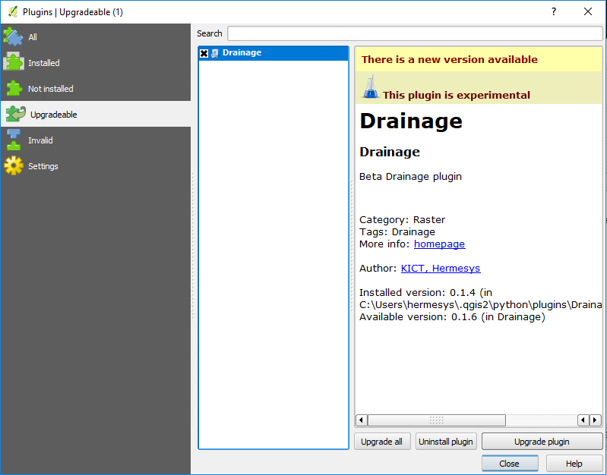 Plugins | Upgradeable (1)
?
Search
All
Installed
Not installed
Upgradeable
Invalid
Settings
Drainage
There is a new version available
This plugin is experimental
Drainage
Drainage
Beta Drainage plugin
Category: Raster
Tags: Drainage
More info: homepage
Author: KICT, Hermesys
Installed version: 0.1.4 (in
C:\Users\hermesys\.qgis2\python\plugins\Draina
Available version: 0.1.6 (in Drainage)
Upgrade all
Uninstall plugin
Upgrade plugin
Close
Help